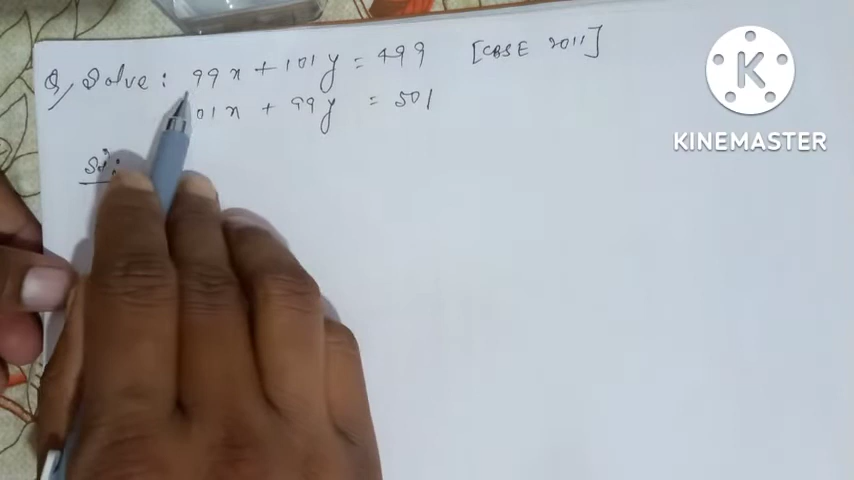 Q, Solve : 99x + 101y = 499 [CBSE 2011]
01x + 99y = 501
Sol:
K
KINEMASTER